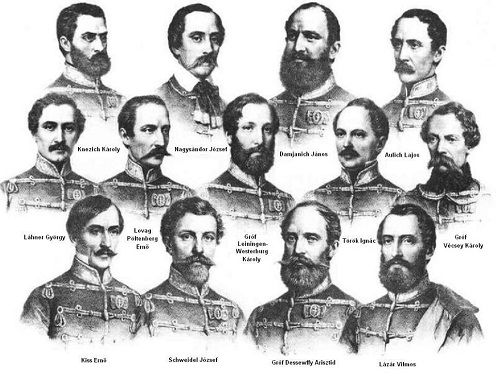 Knezich Károly
Nagysándor József
Damjanich János
Aulich Lajos
Láhner György
Lovag
Pöltenberg
Ernő
Gróf
Leiningen-
Westerburg
Károly
Török Ignác
Gróf
Vécsey Károly
Kiss Ernő
Schweidel József
Gróf Dessewffy Arisztid
Lázár Vilmos